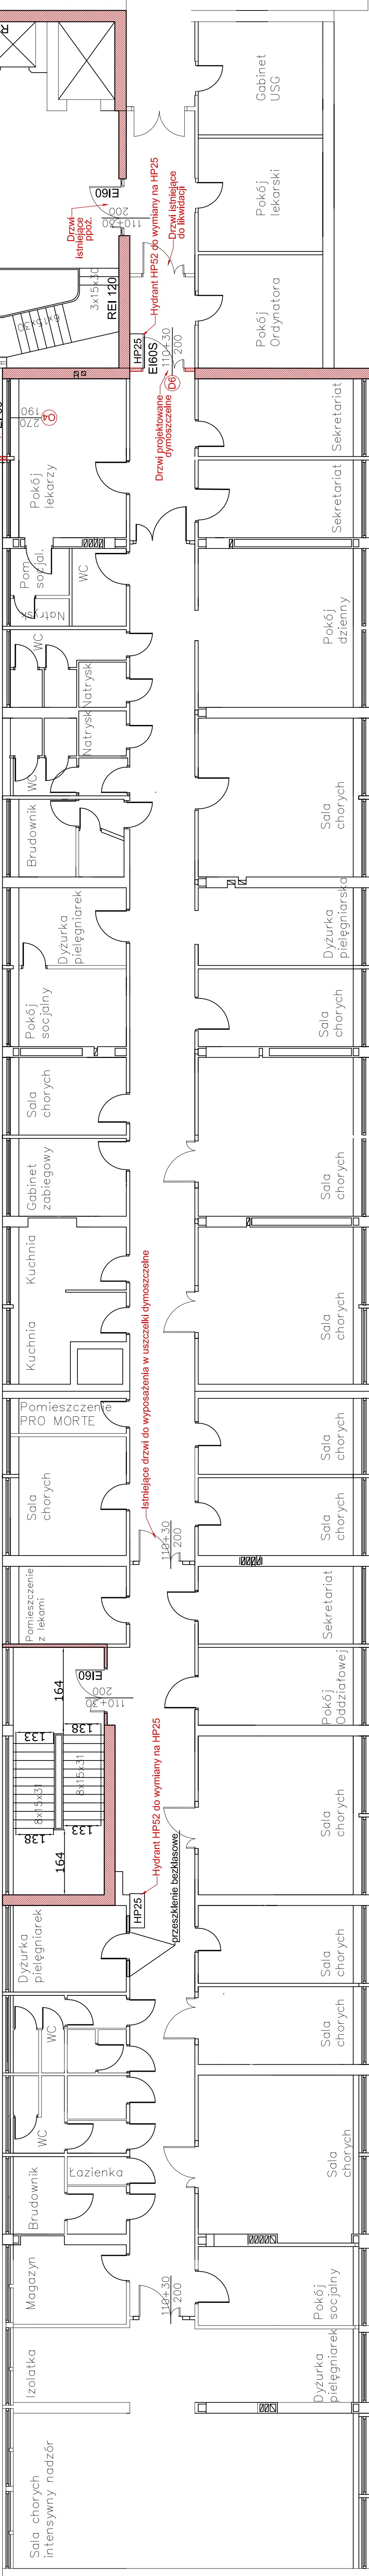 R
Gabinet
USG
EI60
200
110+30
Drzwi
istniejące
ppoż.
Hydrant HP52 do wymiany na HP25
Drzwi istniejące
do likwidacji
Pokój
lekarski
3x15x30
REI 120
6x15x30
HP25
EI60S
110+30
200
D6
Drzwi projektowane
dymoszczelne
Pokój
Ordynatora
270
190
O4
Pokój
lekarzy
Sekretariat
Sekretariat
Pom.
socjal.
WC
Natrysk
Pokój
dzienny
WC
Natrysk
Natrysk
WC
Sala
chorych
Brudownik
Dyżurka
pielęgniarek
Dyżurka
pielęgniarska
Pokój
socjalny
Sala
chorych
Sala
chorych
Gabinet
zabiegowy
Sala
chorych
Kuchnia
Kuchnia
Sala
chorych
Istniejące drzwi do wyposażenia w uszczelki dymoszczelne
Pomieszczenie
PRO MORTE
Sala
chorych
Sala
chorych
Sala
chorych
110+30
200
Pomieszczenie
z lekami
Sekretariat
EI60
200
110+30
164
133
138
8x15x31
8x15x31
138
133
164
Pokój
Oddziałowej
Hydrant HP52 do wymiany na HP25
HP25
przeszklenie bezklasowe
Sala
chorych
Dyżurka
pielęgniarek
Sala
chorych
WC
Sala
chorych
WC
Brudownik
Łazienka
Sala
chorych
Magazyn
110+30
200
Pokój
socjalny
Izolatka
Dyżurka
pielęgniarek
Sala chorych
intensywny nadzór